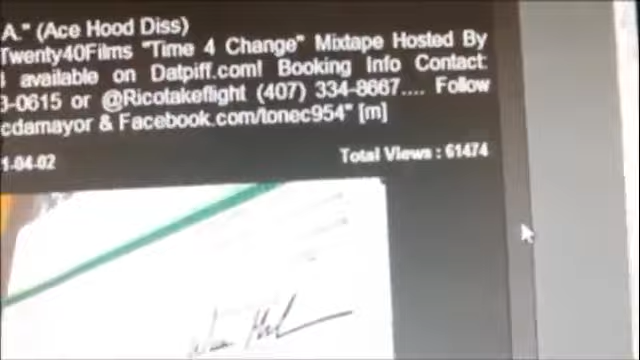 A." (Ace Hood Diss)
Twenty40Films "Time 4 Change" Mixtape Hosted By
available on Datpiff.com! Booking Info Contact:
3-0615 or @Ricotakeflight (407) 334-8667.... Follow
cdamayor & Facebook.com/tonec954" [m]
1-04-02
Total Views : 61474